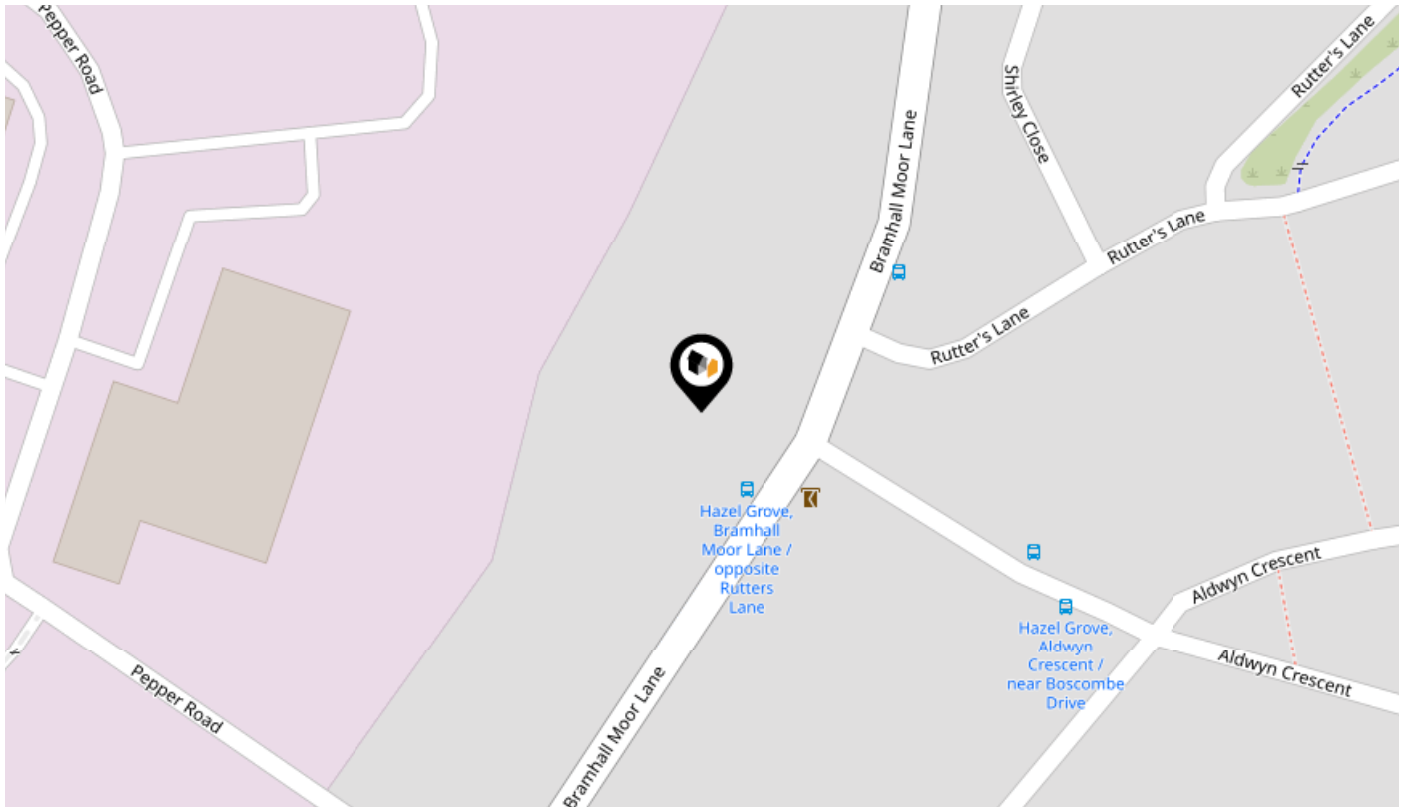 Pepper Road
Rutter's Lane
Shirley Close
Bramhall Moor Lane
Rutter's Lane
Rutter's Lane
Hazel Grove,
Bramhall
Moor Lane /
opposite
Rutters
Lane
Aldwyn Crescent
Hazel Grove,
Aldwyn
Crescent /
near Boscombe
Drive
Aldwyn Crescent
Pepper Road
Bramhall Moor Lane